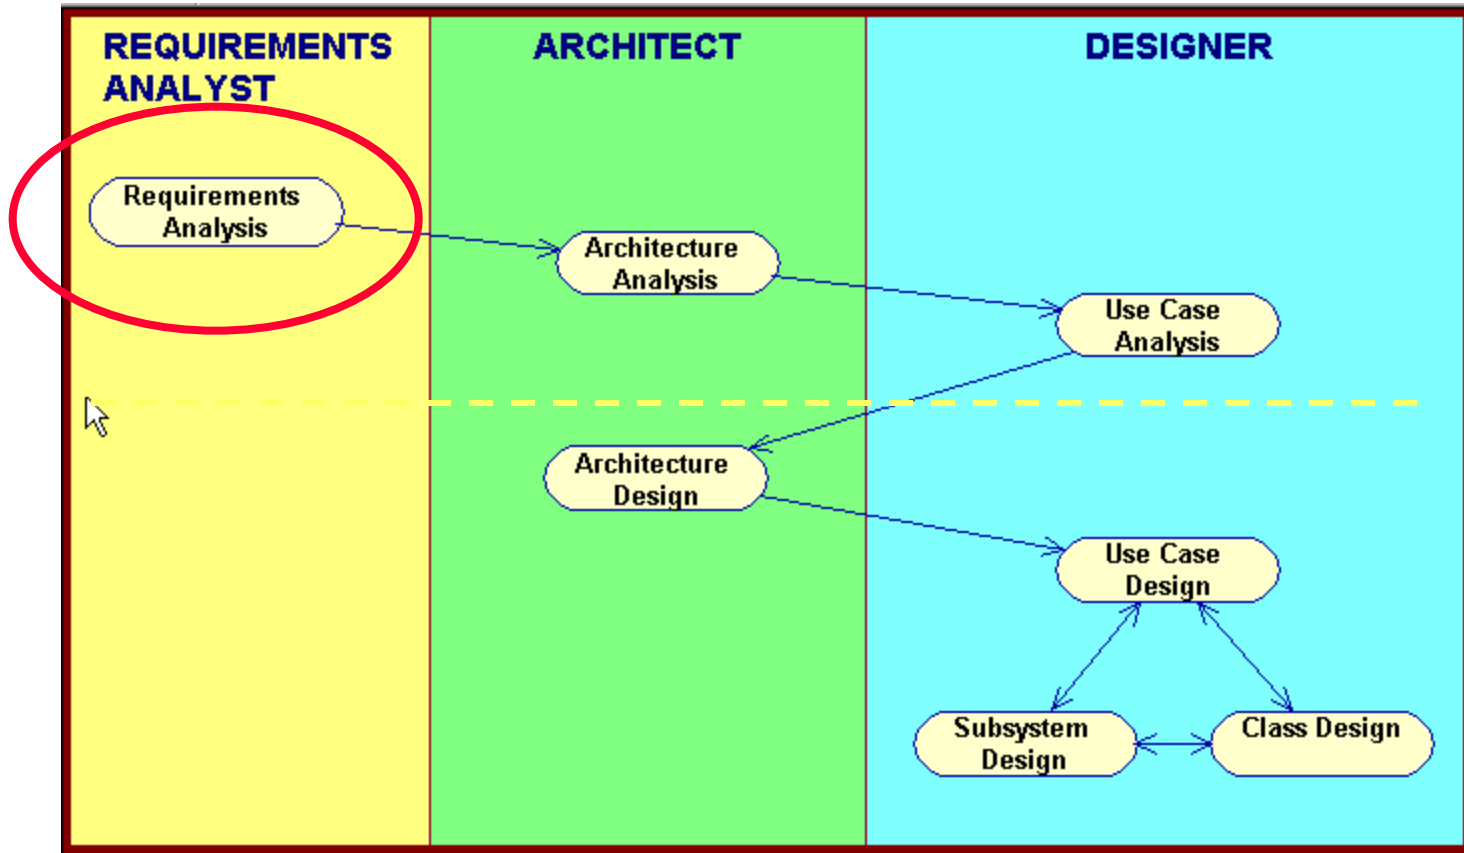 REQUIREMENTS
ANALYST
ARCHITECT
DESIGNER
Requirements
Analysis
Architecture
Analysis
Use Case
Analysis
Architecture
Design
Use Case
Design
Subsystem
Design
Class Design